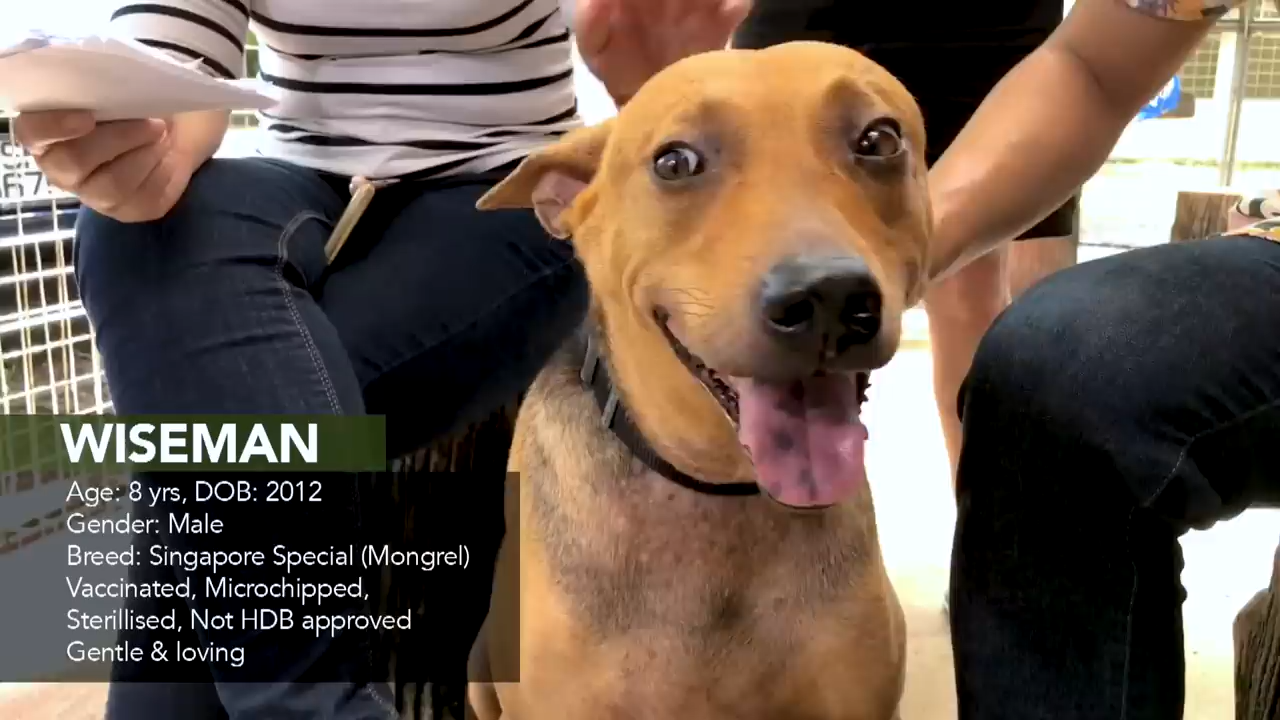 WISEMAN
Age: 8 yrs, DOB: 2012
Gender: Male
Breed: Singapore Special (Mongrel)
Vaccinated, Microchipped,
Sterillised, Not HDB approved
Gentle & loving